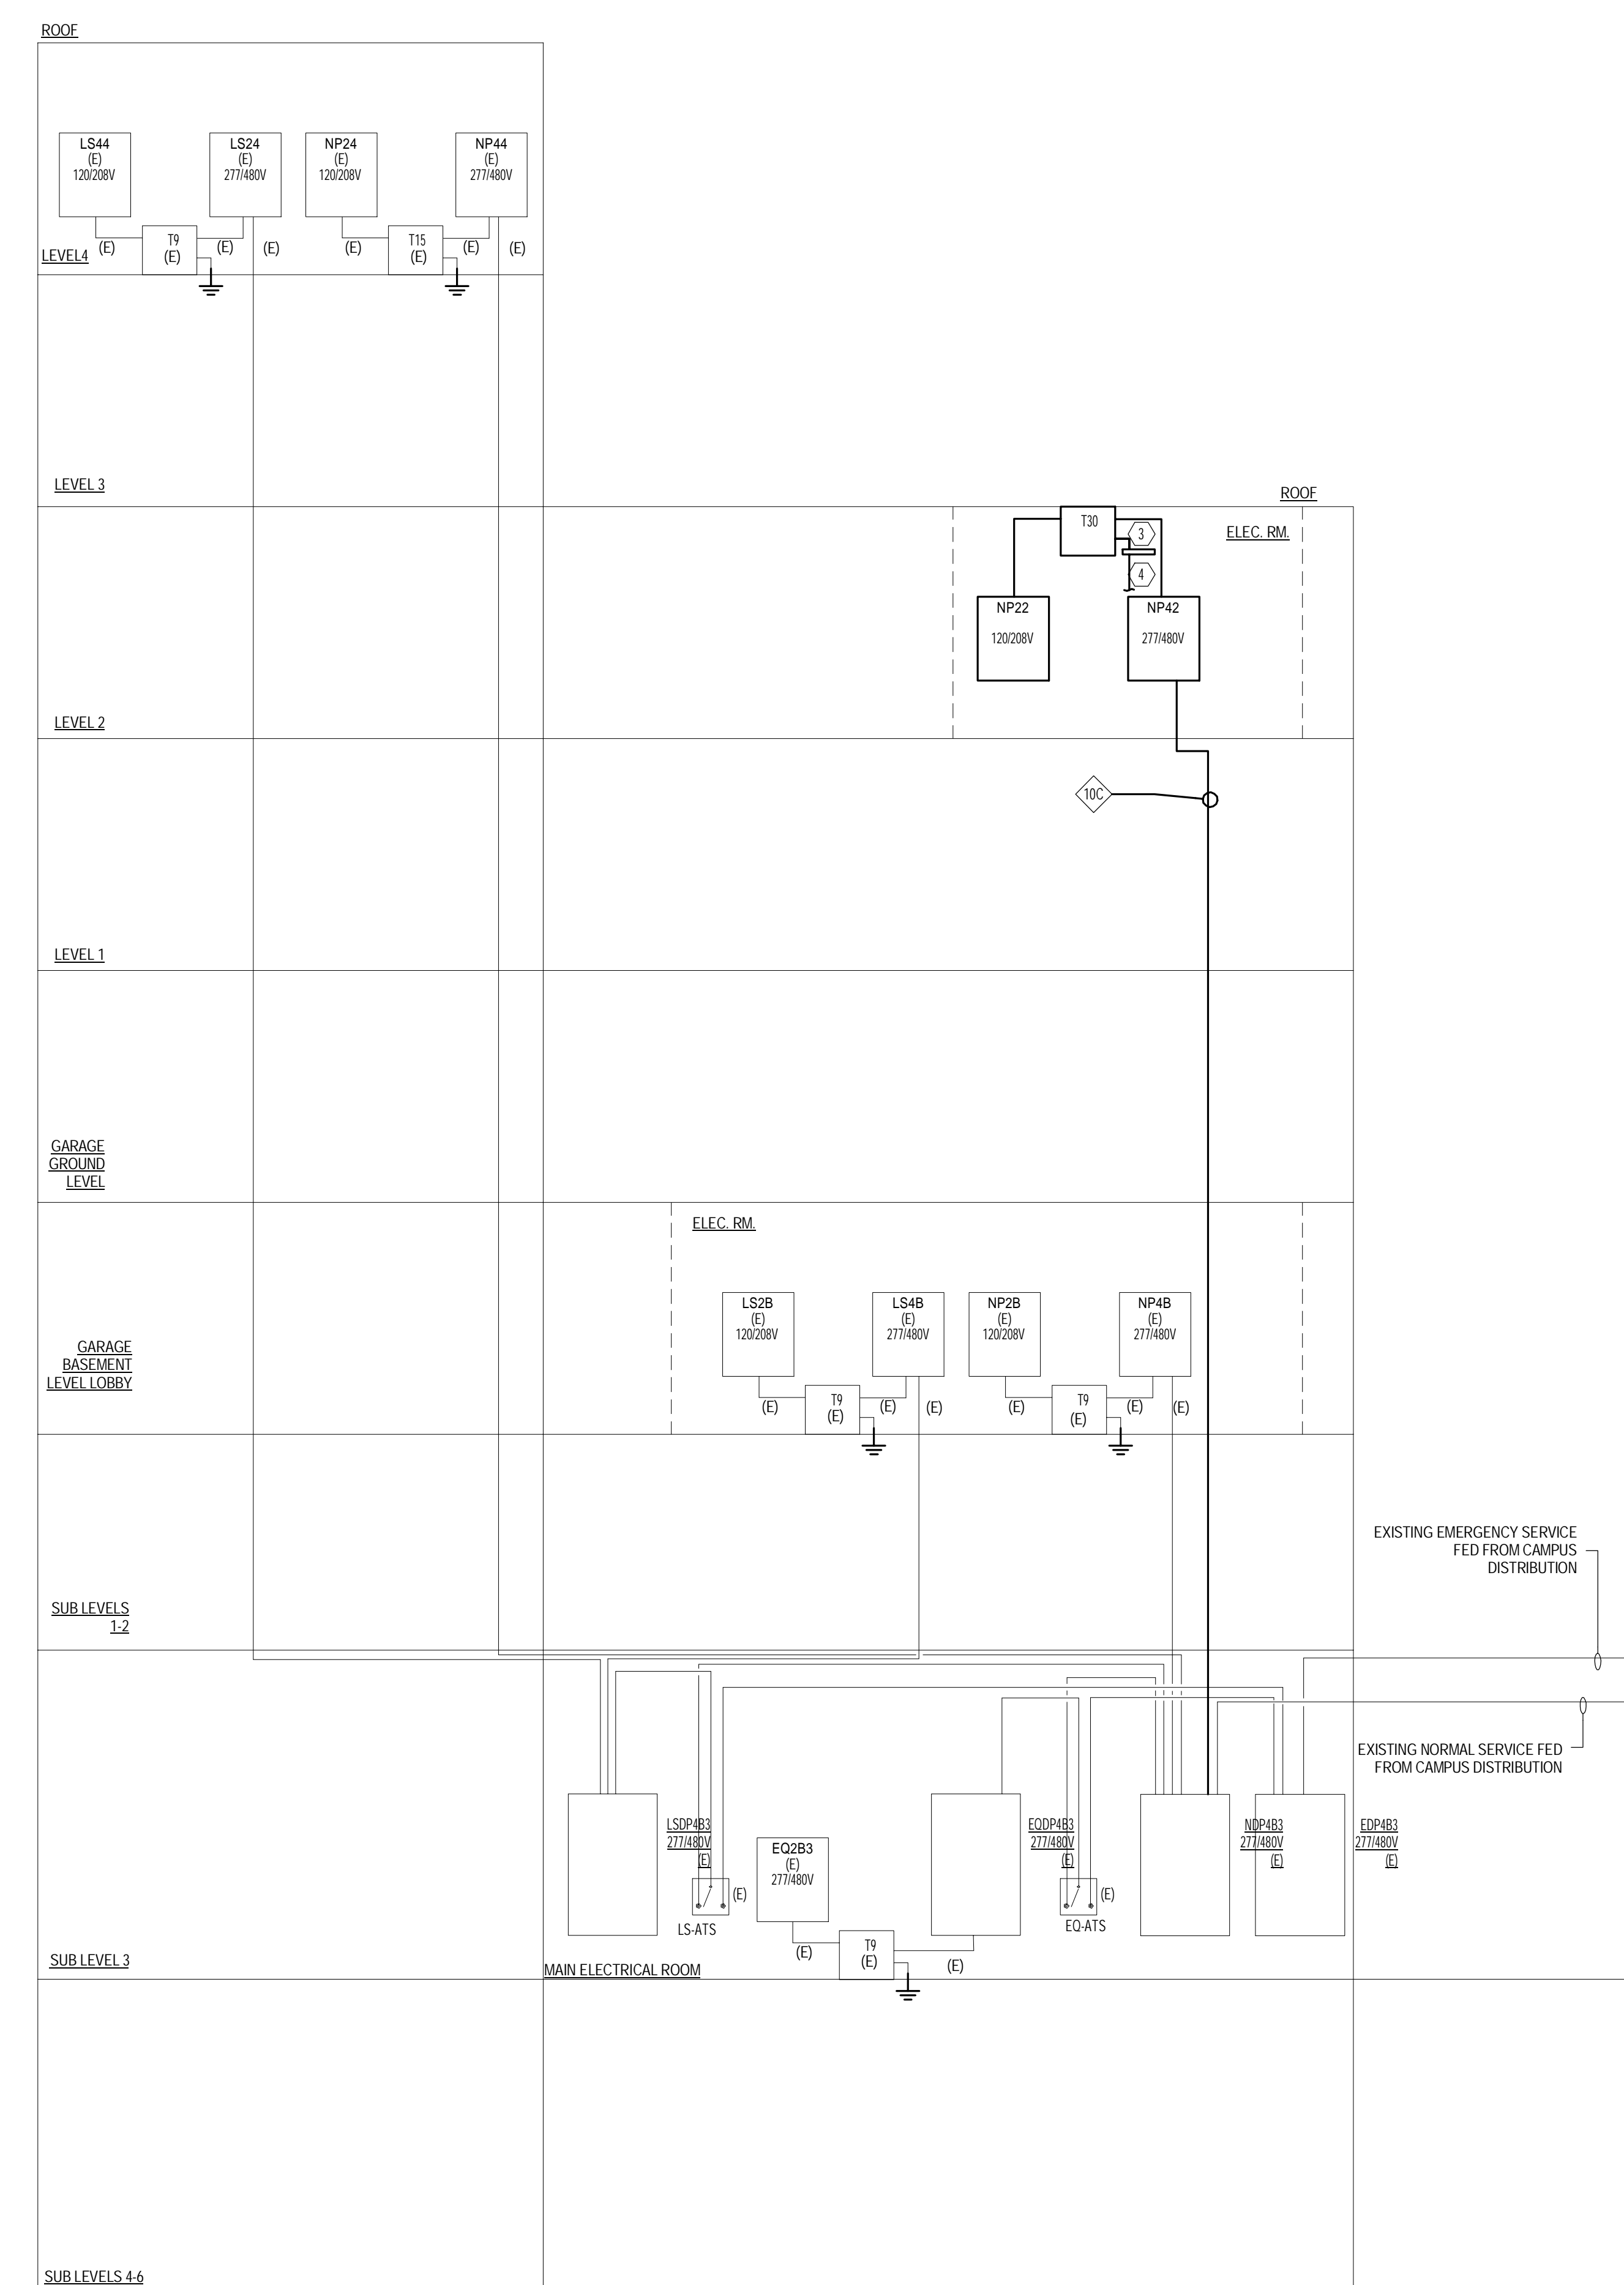 ROOF
LS44
(E)
120/208V
LS24
(E)
277/480V
NP24
(E)
120/208V
NP44
(E)
277/480V
LEVEL4
(E)
T9
(E)
(E)
(E)
(E)
T15
(E)
(E)
(E)
LEVEL 3
ROOF
ELEC. RM.
T30
3
4
NP22
120/208V
NP42
277/480V
LEVEL 2
10C
LEVEL 1
GARAGE
GROUND
LEVEL
ELEC. RM.
LS2B
(E)
120/208V
LS4B
(E)
277/480V
NP2B
(E)
120/208V
NP4B
(E)
277/480V
GARAGE
BASEMENT
LEVEL LOBBY
(E)
T9
(E)
(E)
(E)
(E)
T9
(E)
(E)
(E)
EXISTING EMERGENCY SERVICE
FED FROM CAMPUS
DISTRIBUTION
SUB LEVELS
1-2
EXISTING NORMAL SERVICE FED
FROM CAMPUS DISTRIBUTION
LSDP4B3
277/480V
(E)
(E)
LS-ATS
EQ2B3
(E)
277/480V
EQDP4B3
277/480V
(E)
(E)
EQ-ATS
NDP4B3
277/480V
(E)
EDP4B3
277/480V
(E)
(E)
T9
(E)
(E)
SUB LEVEL 3
MAIN ELECTRICAL ROOM
SUB LEVELS 4-6